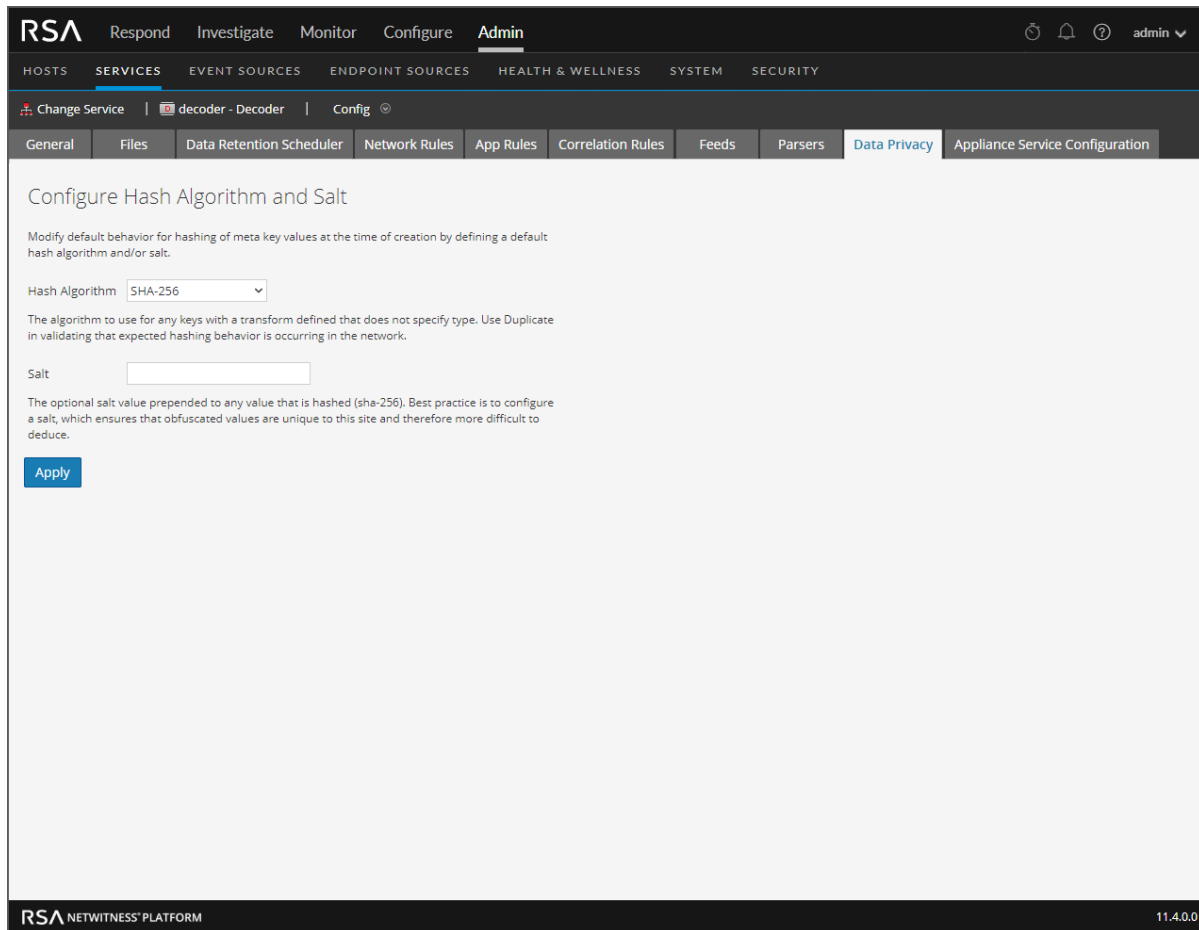 RSA Respond Investigate Monitor Configure Admin admin
HOSTS SERVICES EVENT SOURCES ENDPOINT SOURCES HEALTH & WELLNESS SYSTEM SECURITY
Change Service | D decoder - Decoder | Config
General Files Data Retention Scheduler Network Rules App Rules Correlation Rules Feeds Parsers Data Privacy Appliance Service Configuration
Configure Hash Algorithm and Salt
Modify default behavior for hashing of meta key values at the time of creation by defining a default
hash algorithm and/or salt.
Hash Algorithm SHA-256
The algorithm to use for any keys with a transform defined that does not specify type. Use Duplicate
in validating that expected hashing behavior is occurring in the network.
Salt
The optional salt value prepended to any value that is hashed (sha-256). Best practice is to configure
a salt, which ensures that obfuscated values are unique to this site and therefore more difficult to
deduce.
Apply
RSA NETWITNESS® PLATFORM 11.4.0.0